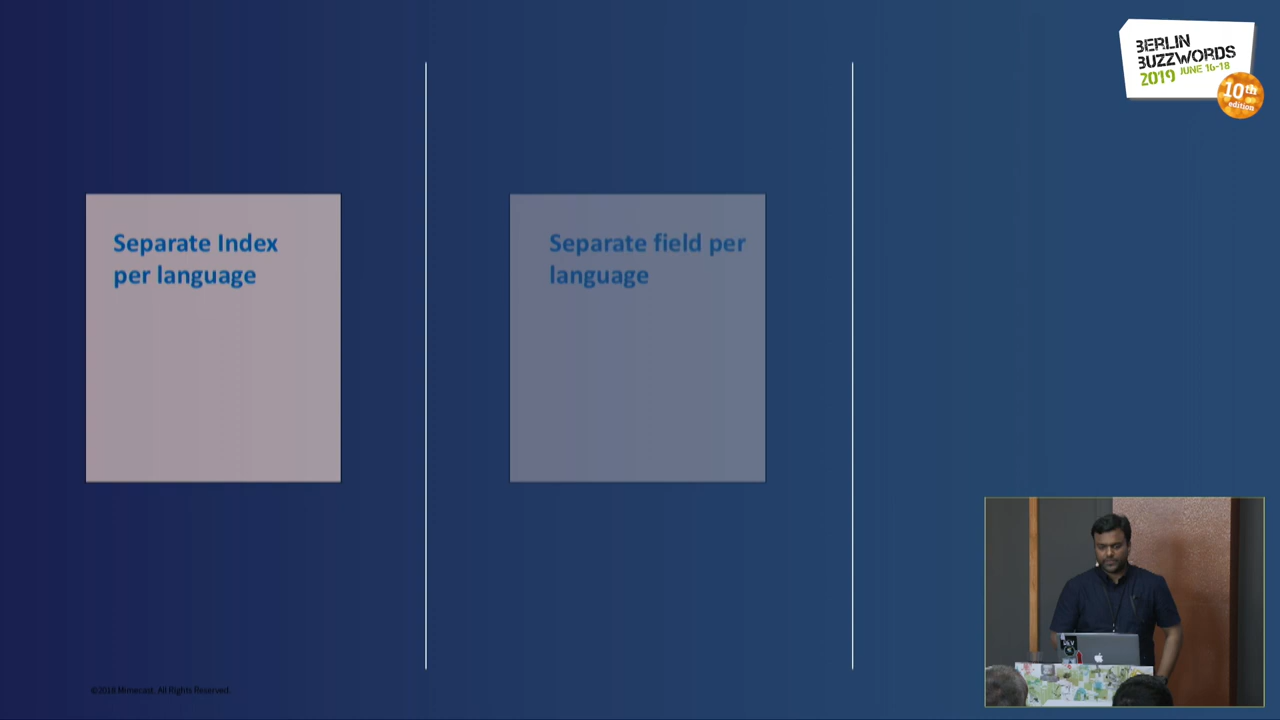 BERLIN
BUZZWORDS
2019 JUNE 16-18
10th
edition
Separate Index
per language
Separate field per
language
©2018 Mimecast. All Rights Reserved.